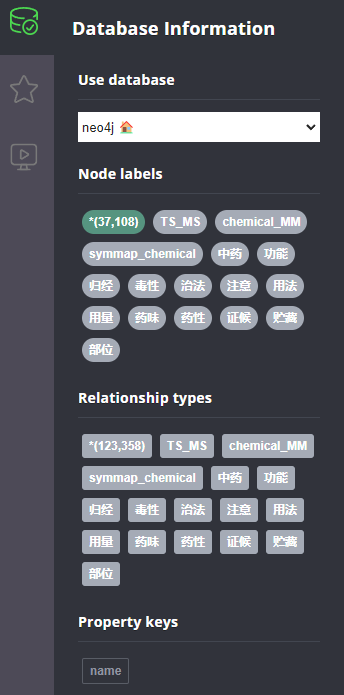 Database Information
Use database
neo4j
Node labels
*(37,108) TS_MS chemical_MM
symmap_chemical 中药 功能
归经 毒性 治法 注意 用法
用量 药味 药性 证候 贮藏
部位
Relationship types
*(123,358) TS_MS chemical_MM
symmap_chemical 中药 功能
归经 毒性 治法 注意 用法
用量 药味 药性 证候 贮藏
部位
Property keys
name